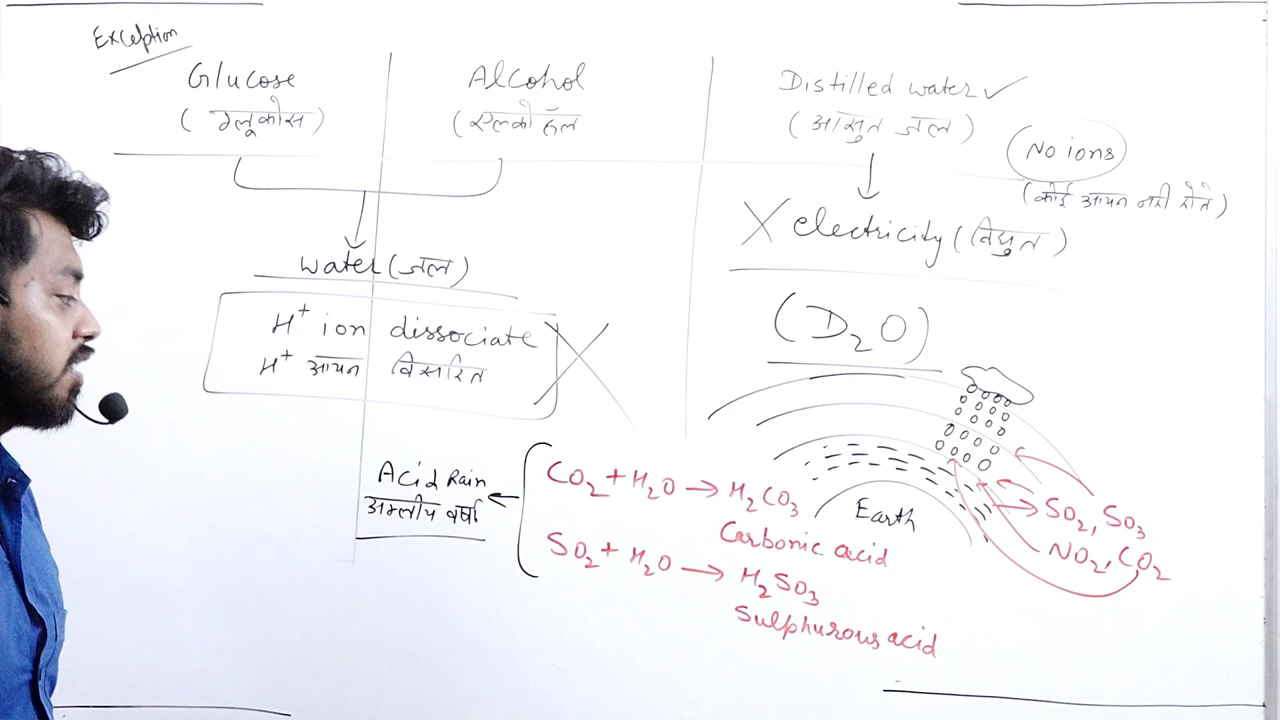 Exception
Glucose
(ग्लूकोस)
Alcohol
(एल्कोहॅल
Distilled water ✓
(आसुत जल)
No ions
(कोई आयन नही होते)
X electricity (विधुत)
water (जल)
H⁺ ion dissociate
H⁺ आयन विसरित
(D₂O)
Earth
SO₂, SO₃
NO₂, CO₂
Acid Rain
अम्लीय वर्षा
CO₂ + H₂O → H₂CO₃
Carbonic acid
SO₂ + H₂O → H₂SO₃
Sulphurous acid